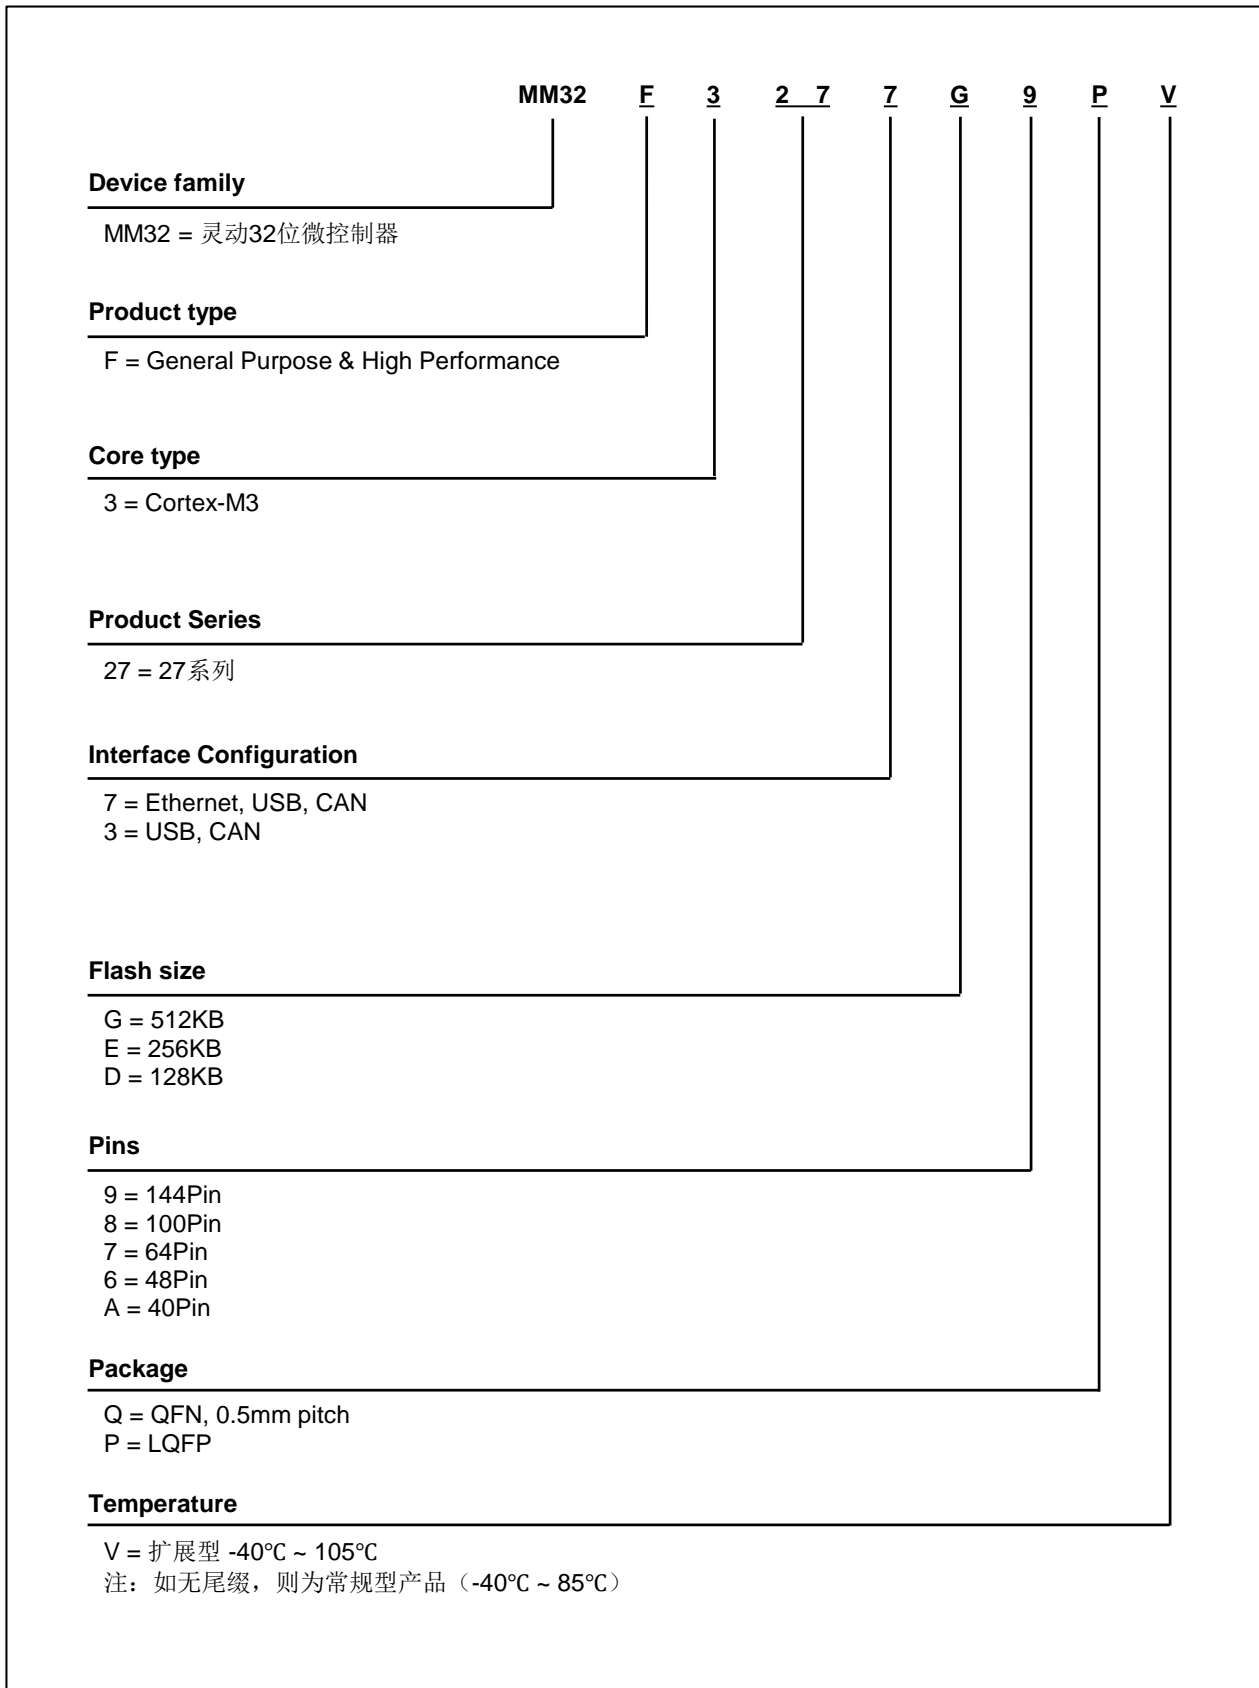 MM32 F 3 2 7 7 G 9 P V
Device family
MM32 = 灵动32位微控制器
Product type
F = General Purpose & High Performance
Core type
3 = Cortex-M3
Product Series
27 = 27系列
Interface Configuration
7 = Ethernet, USB, CAN
3 = USB, CAN
Flash size
G = 512KB
E = 256KB
D = 128KB
Pins
9 = 144Pin
8 = 100Pin
7 = 64Pin
6 = 48Pin
A = 40Pin
Package
Q = QFN, 0.5mm pitch
P = LQFP
Temperature
V = 扩展型 -40℃ ~ 105℃
注：如无尾缀，则为常规型产品（-40℃ ~ 85℃）